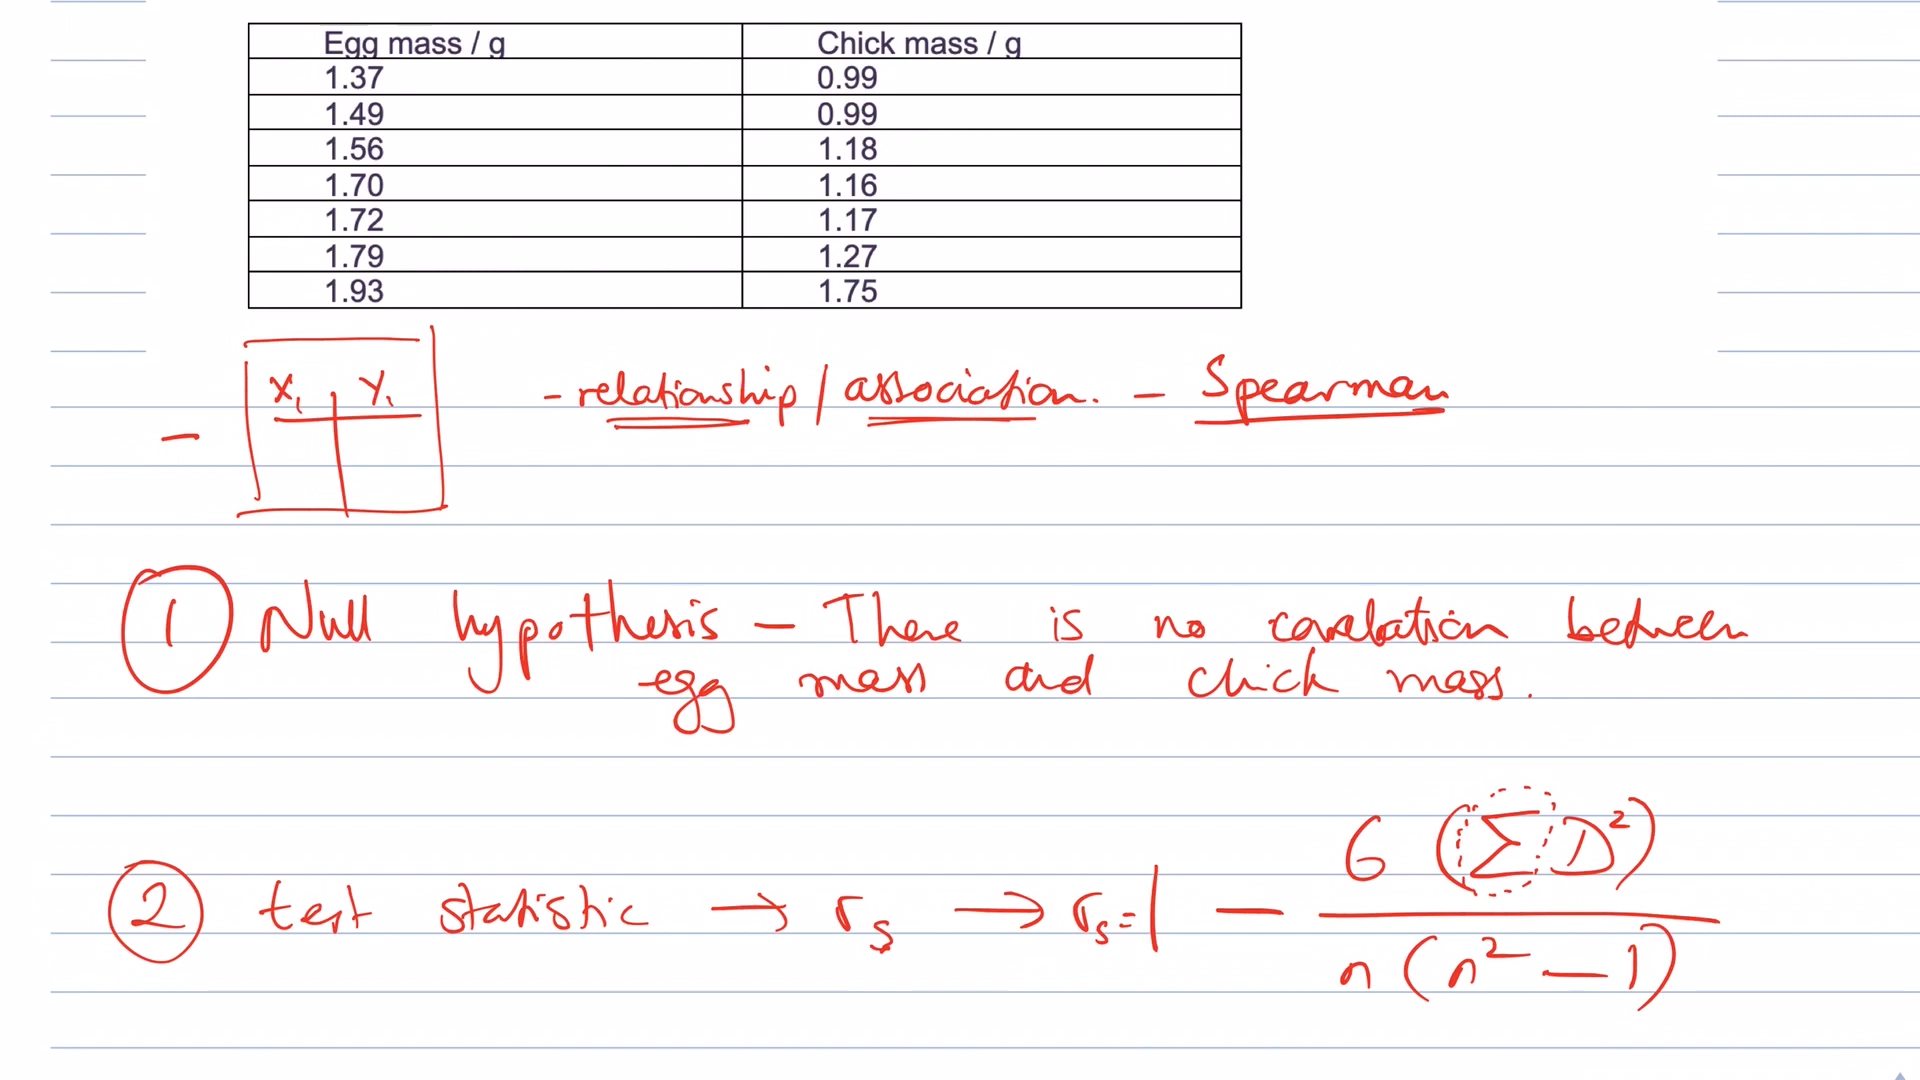 Egg mass / g Chick mass / g
1.37 0.99
1.49 0.99
1.56 1.18
1.70 1.16
1.72 1.17
1.79 1.27
1.93 1.75
- X₁ Y₁ - relationship / association. - Spearman
① Null hypothesis - There is no correlation between
egg mass and chick mass.
② test statistic → rₛ → rₛ = 1 - 6 (∑D²) / n(n² - 1)